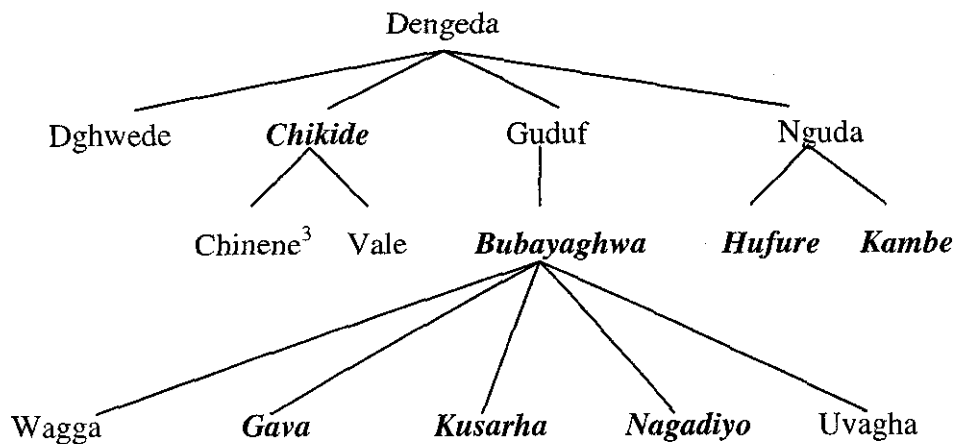 Dengeda
Dghwede Chikide Guduf Nguda
Chinene³ Vale Bubayaghwa Hufure Kambe
Wagga Gava Kusarha Nagadiyo Uvagha